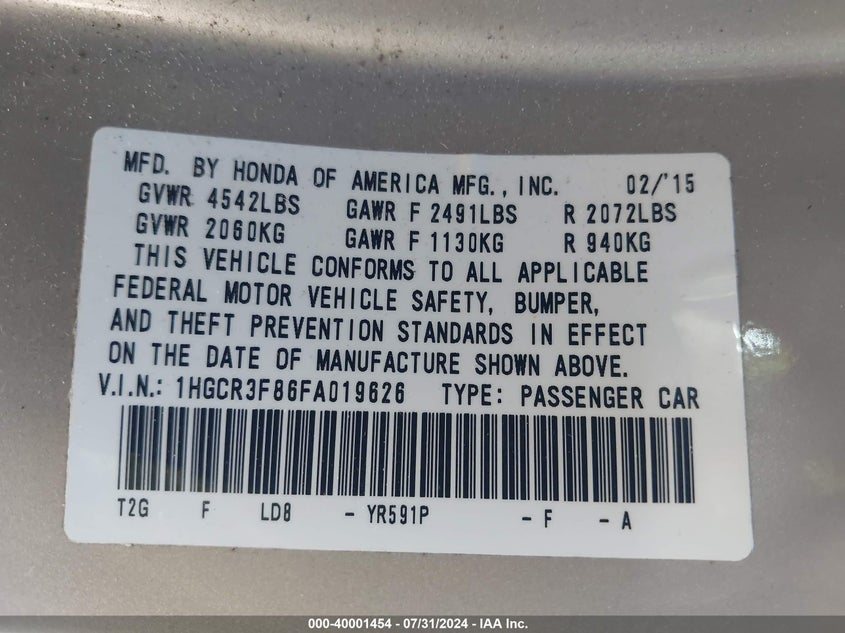 MFD. BY HONDA OF AMERICA MFG., INC. 02/'15
GVWR 4542LBS GAWR F 2491LBS R 2072LBS
GVWR 2060KG GAWR F 1130KG R 940KG
THIS VEHICLE CONFORMS TO ALL APPLICABLE
FEDERAL MOTOR VEHICLE SAFETY, BUMPER,
AND THEFT PREVENTION STANDARDS IN EFFECT
ON THE DATE OF MANUFACTURE SHOWN ABOVE.
V.I.N.: 1HGCR3F86FA019626 TYPE: PASSENGER CAR
T2G F LD8 - YR591P - F - A
000-40001454 - 07/31/2024 - IAA Inc.